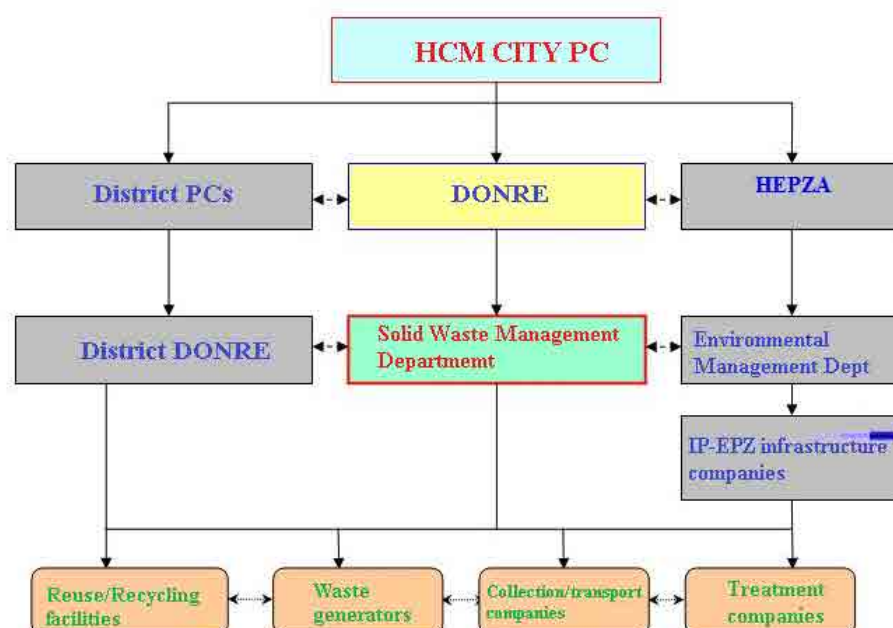 HCM CITY PC
District PCs
DONRE
HEPZA
District DONRE
Solid Waste Management
Departmemt
Environmental
Management Dept
IP-EPZ infrastructure
companies
Reuse/Recycling
facilities
Waste
generators
Collection/transport
companies
Treatment
companies